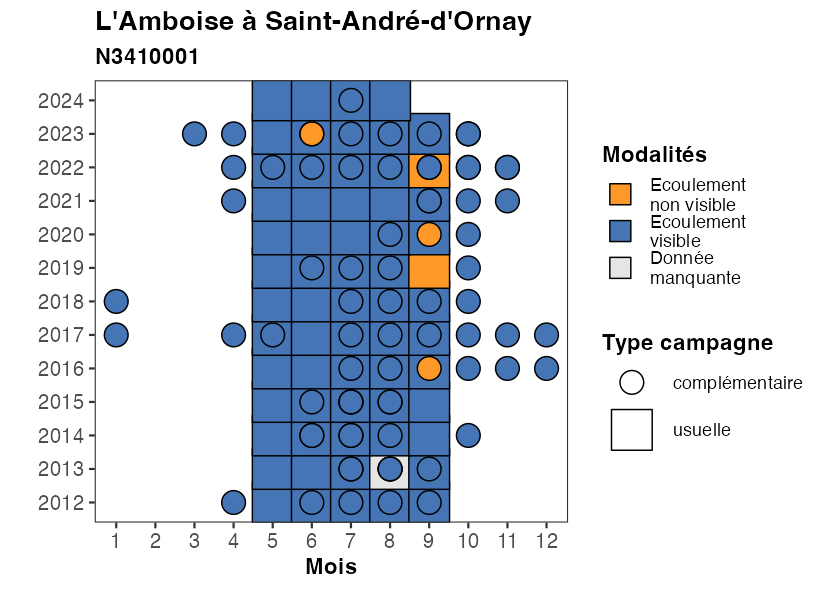 L'Amboise à Saint-André-d'Ornay
N3410001
2024
2023
2022
2021
2020
2019
2018
2017
2016
2015
2014
2013
2012
1 2 3 4 5 6 7 8 9 10 11 12
Mois
Modalités
Ecoulement
non visible
Ecoulement
visible
Donnée
manquante
Type campagne
complémentaire
usuelle